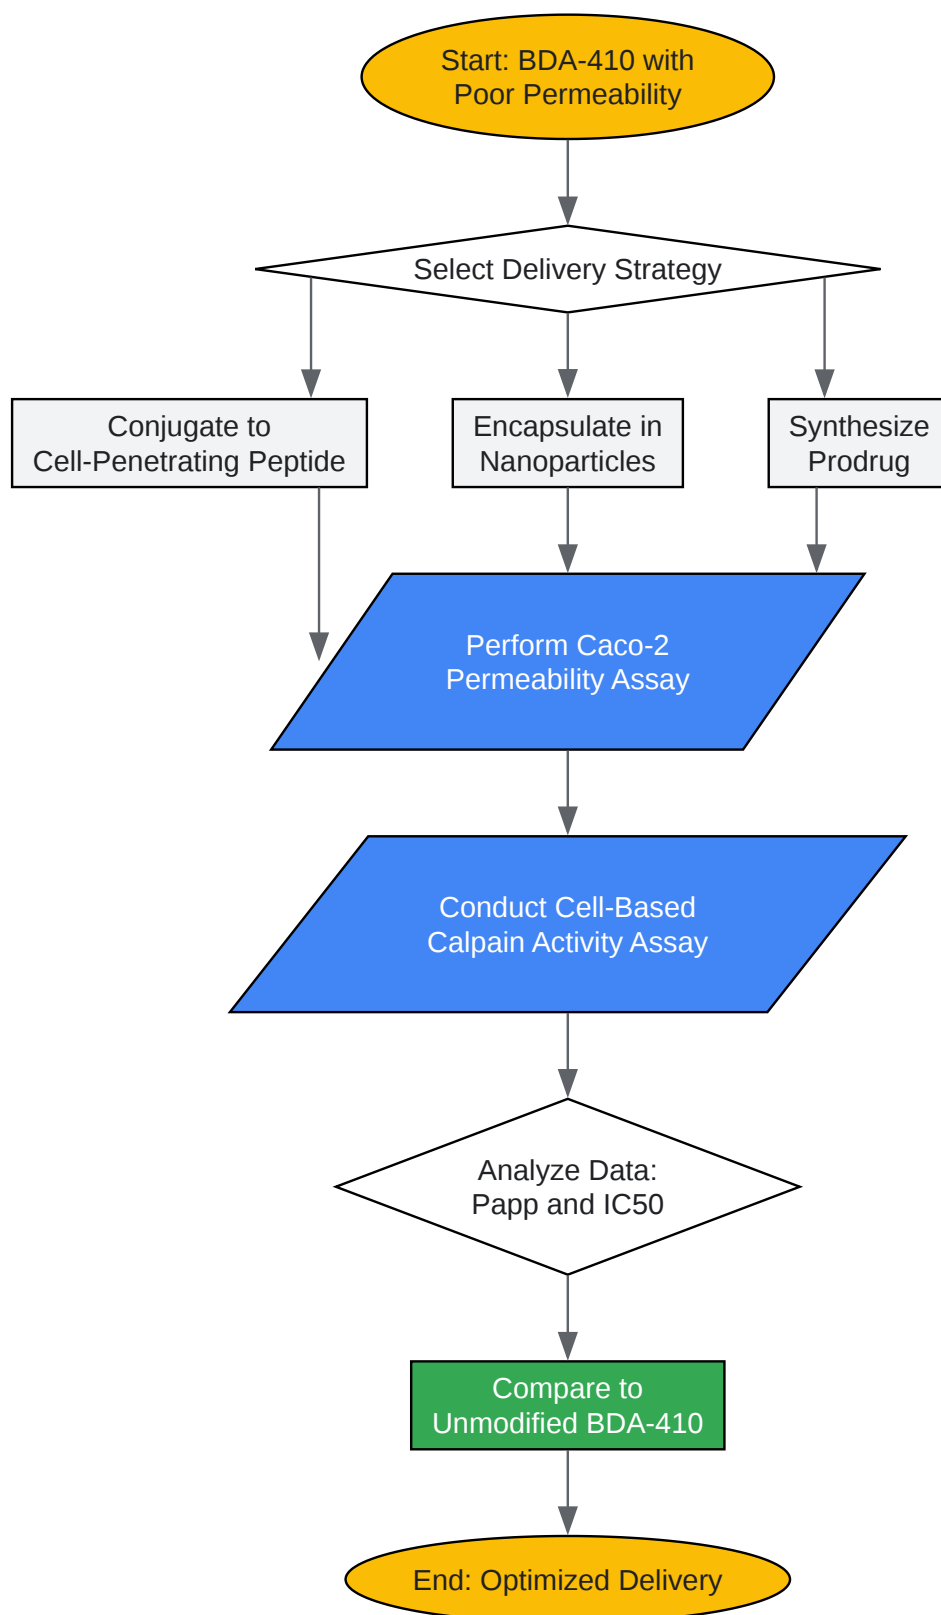 Start: BDA-410 with
Poor Permeability
Select Delivery Strategy
Conjugate to
Cell-Penetrating Peptide
Encapsulate in
Nanoparticles
Synthesize
Prodrug
Perform Caco-2
Permeability Assay
Conduct Cell-Based
Calpain Activity Assay
Analyze Data:
Papp and IC50
Compare to
Unmodified BDA-410
End: Optimized Delivery